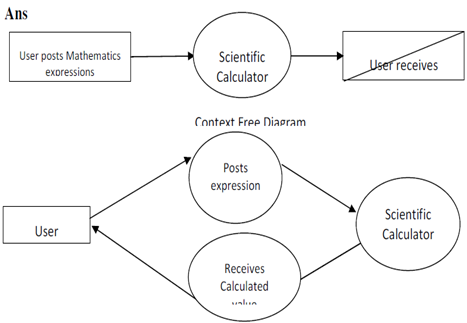 Ans
User posts Mathematics
expressions
Scientific
Calculator
User receives
Context Free Diagram
Posts
expression
User
Scientific
Calculator
Receives
Calculated
value